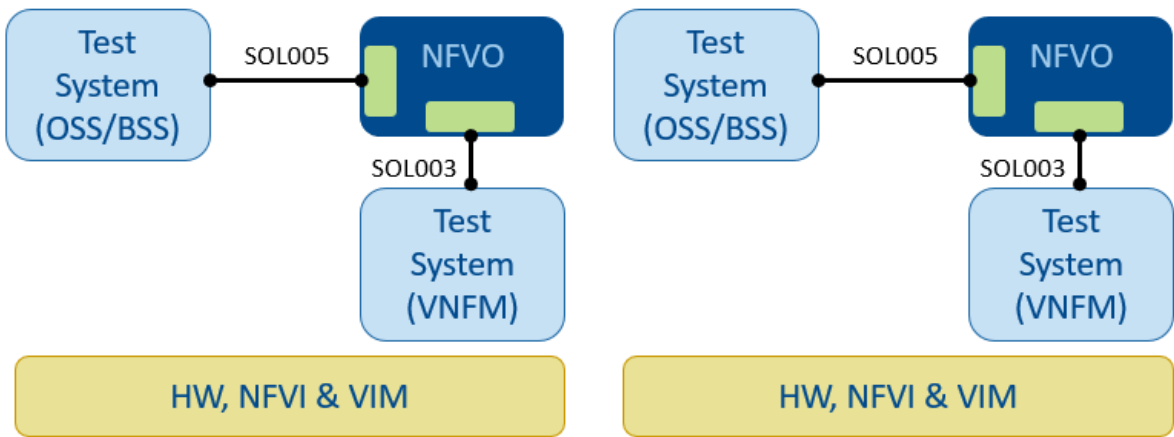 Test
System
(OSS/BSS)
SOL005
NFVO
SOL003
Test
System
(VNFM)
HW, NFVI & VIM
Test
System
(OSS/BSS)
SOL005
NFVO
SOL003
Test
System
(VNFM)
HW, NFVI & VIM